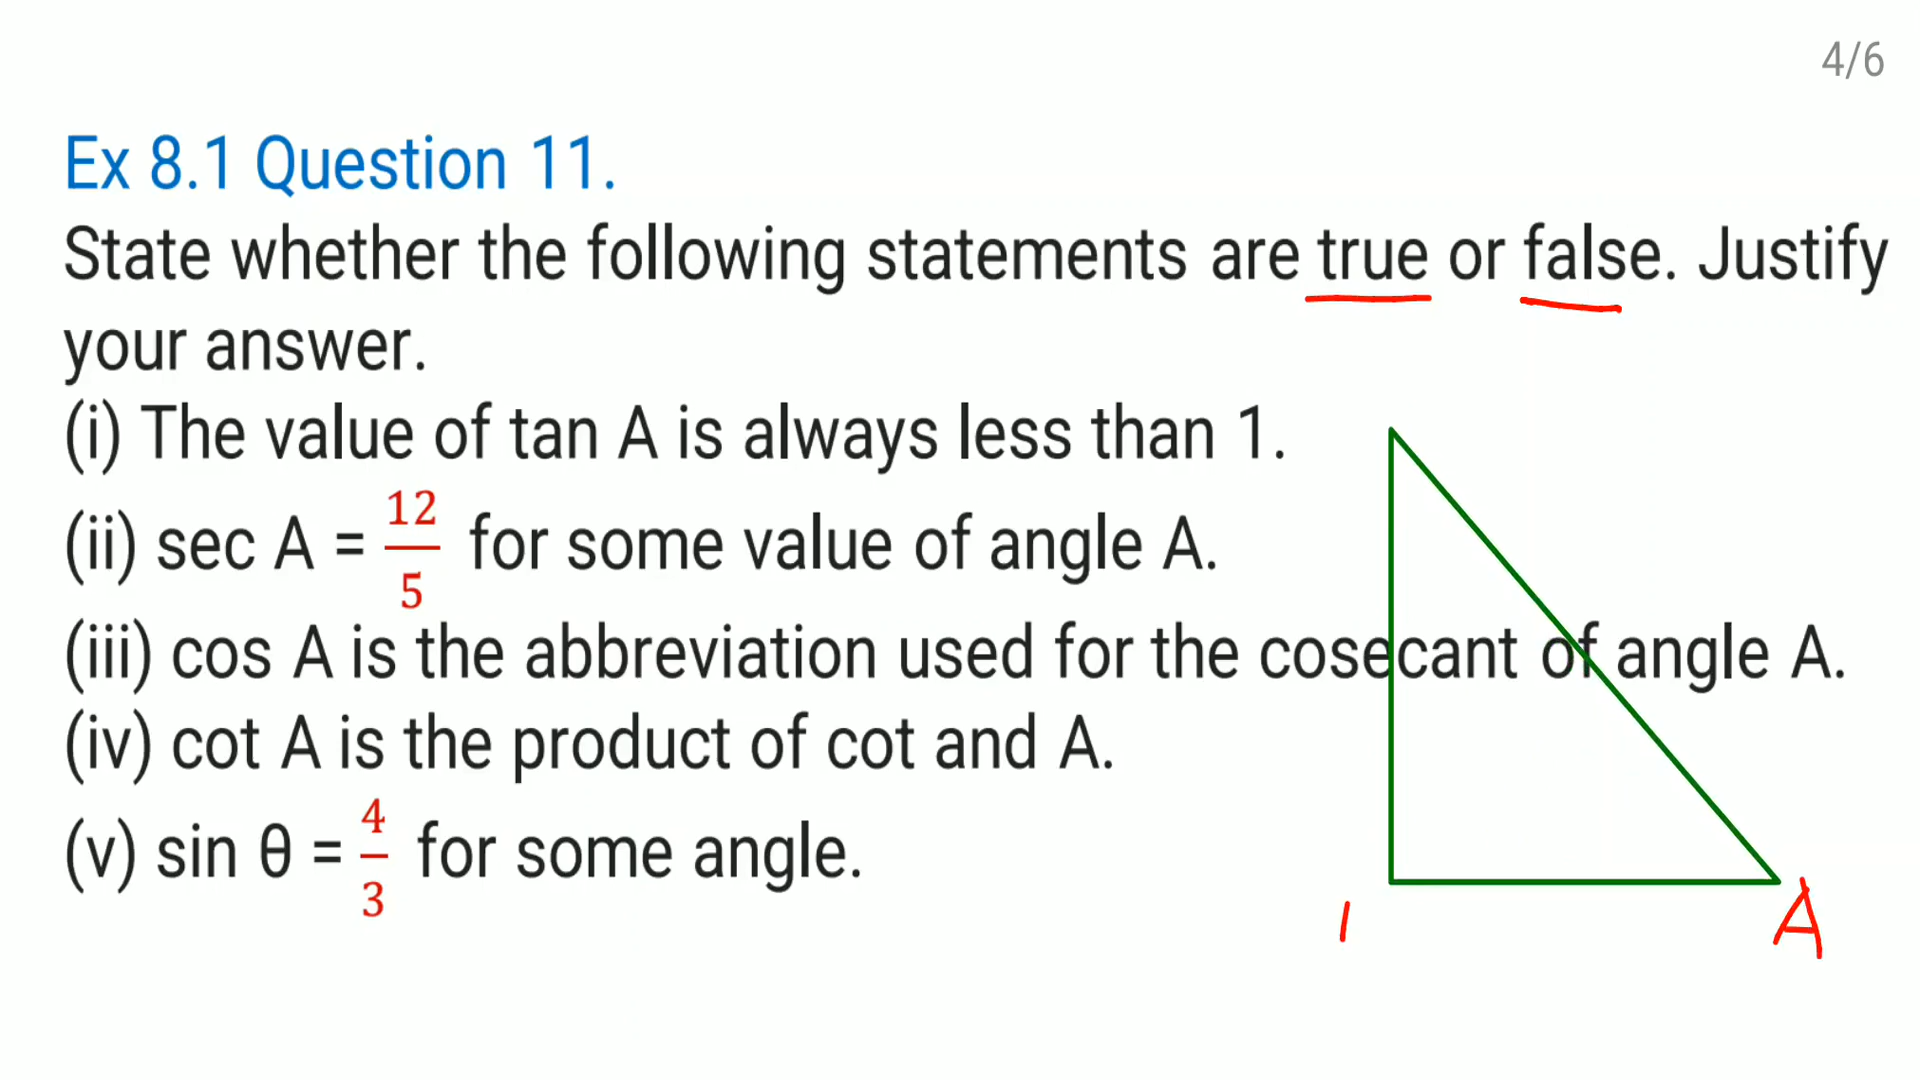 4/6
Ex 8.1 Question 11.
State whether the following statements are true or false. Justify
your answer.
(i) The value of tan A is always less than 1.
(ii) sec A = 12/5 for some value of angle A.
(iii) cos A is the abbreviation used for the cosecant of angle A.
(iv) cot A is the product of cot and A.
(v) sin θ = 4/3 for some angle.
A